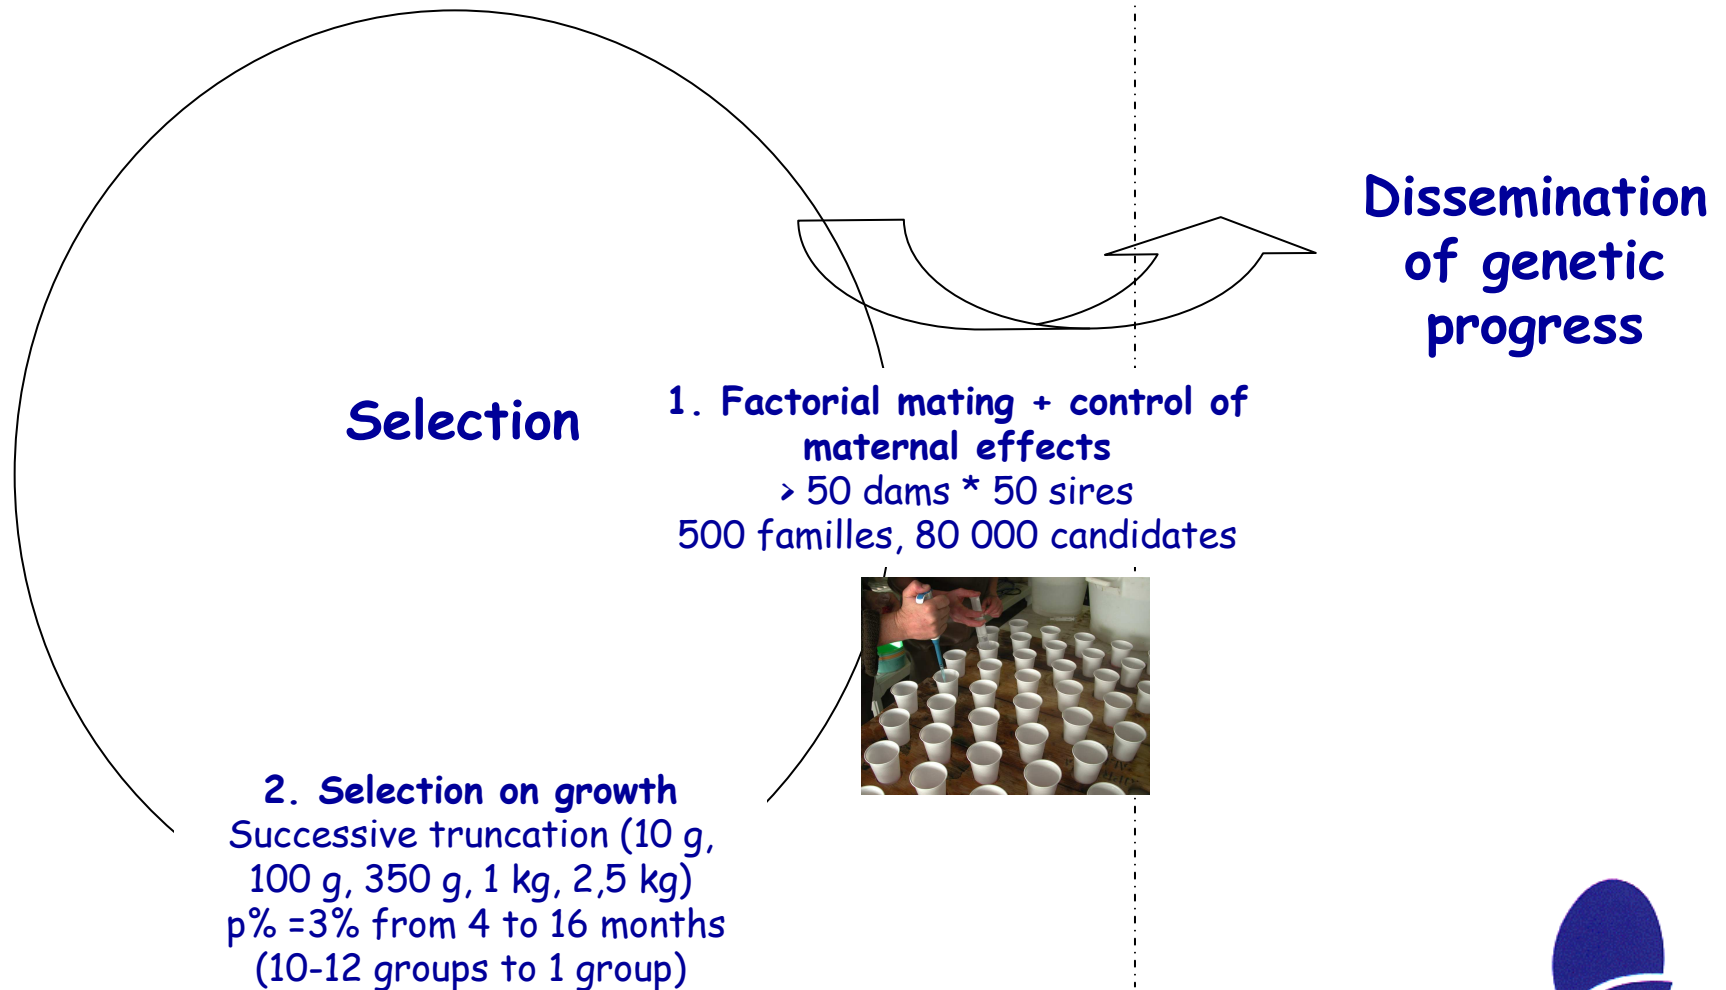 Dissemination
of genetic
progress
Selection
1. Factorial mating + control of
maternal effects
> 50 dams * 50 sires
500 familles, 80 000 candidates
2. Selection on growth
Successive truncation (10 g,
100 g, 350 g, 1 kg, 2,5 kg)
p% =3% from 4 to 16 months
(10-12 groups to 1 group)